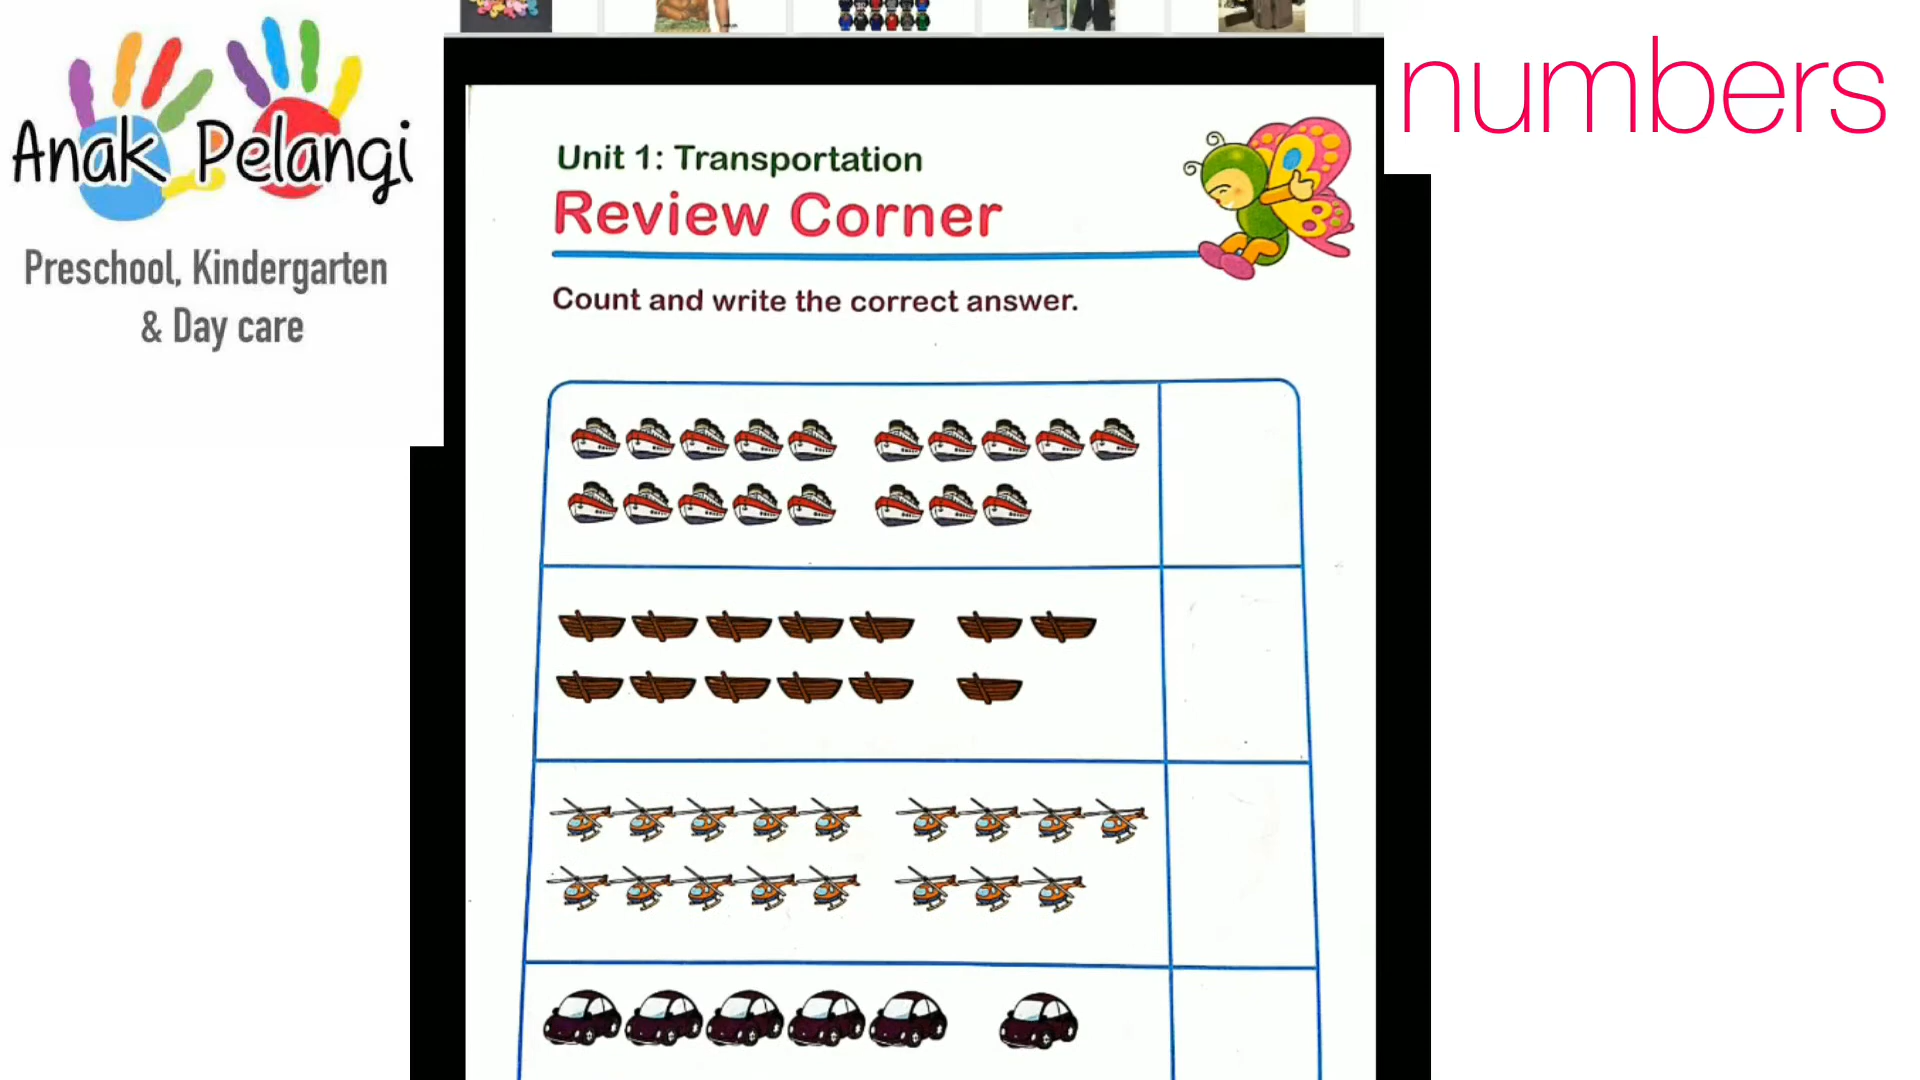 Anak Pelangi
Preschool, Kindergarten
& Day care
numbers
Unit 1: Transportation
Review Corner
Count and write the correct answer.